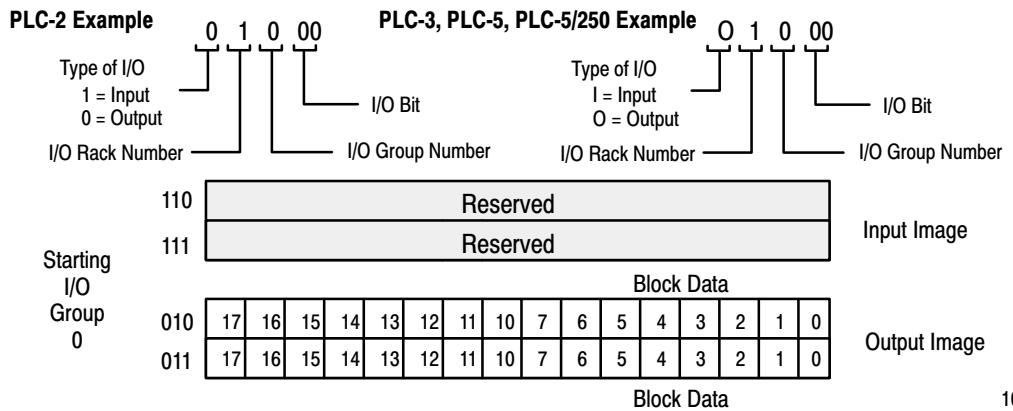 PLC-2 Example
0 1 0 00
Type of I/O
1 = Input
0 = Output
I/O Bit
I/O Rack Number
I/O Group Number
PLC-3, PLC-5, PLC-5/250 Example
O 1 0 00
Type of I/O
I = Input
O = Output
I/O Bit
I/O Rack Number
I/O Group Number
110 Reserved
111 Reserved
Input Image
Starting
I/O
Group
0
Block Data
010 17 16 15 14 13 12 11 10 7 6 5 4 3 2 1 0
011 17 16 15 14 13 12 11 10 7 6 5 4 3 2 1 0
Output Image
Block Data